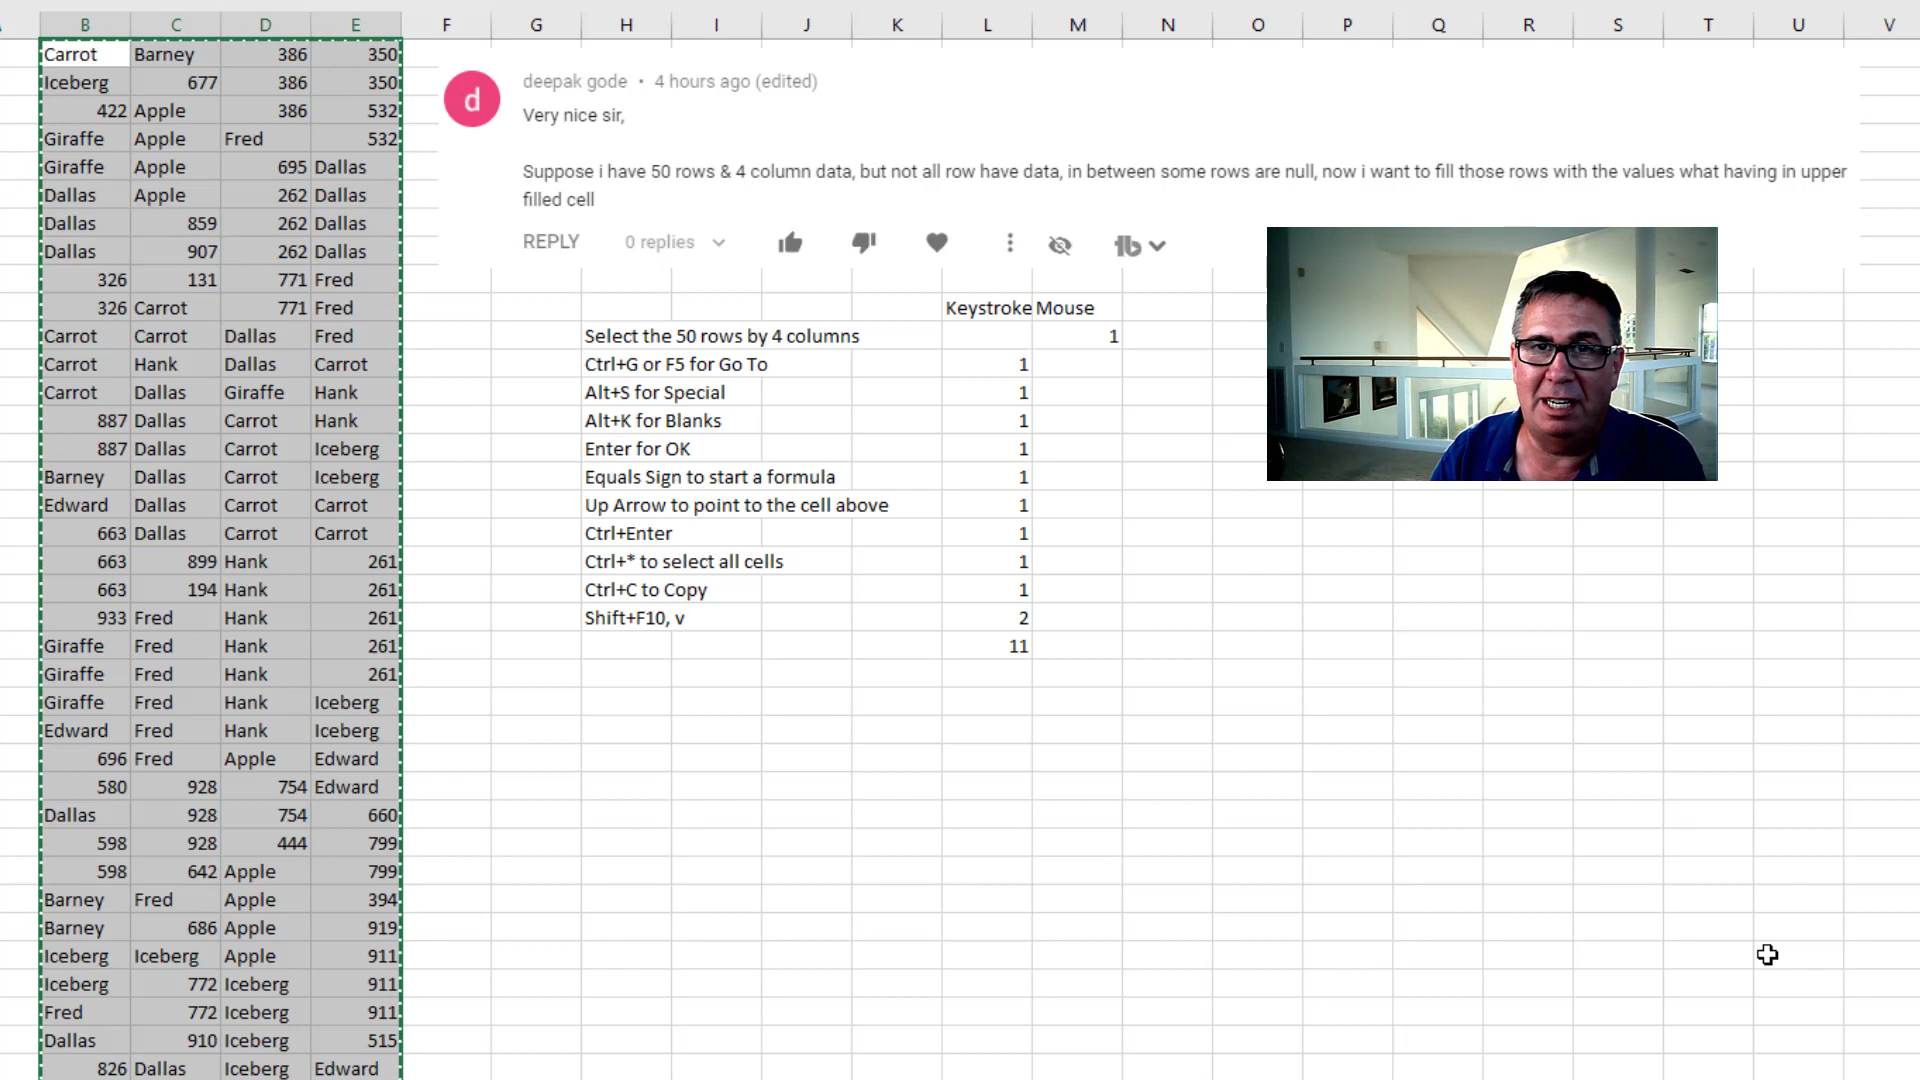 B C D E F G H I J K L M N O P Q R S T U V
Carrot Barney 386 350
Iceberg 677 386 350
422 Apple 386 532
Giraffe Apple Fred 532
Giraffe Apple 695 Dallas
Dallas Apple 262 Dallas
Dallas 859 262 Dallas
Dallas 907 262 Dallas
326 131 771 Fred
326 Carrot 771 Fred
Carrot Carrot Dallas Fred
Carrot Hank Dallas Carrot
Carrot Dallas Giraffe Hank
887 Dallas Carrot Hank
887 Dallas Carrot Iceberg
Barney Dallas Carrot Iceberg
Edward Dallas Carrot Carrot
663 Dallas Carrot Carrot
663 899 Hank 261
663 194 Hank 261
933 Fred Hank 261
Giraffe Fred Hank 261
Giraffe Fred Hank 261
Giraffe Fred Hank Iceberg
Edward Fred Hank Iceberg
696 Fred Apple Edward
580 928 754 Edward
Dallas 928 754 660
598 928 444 799
598 642 Apple 799
Barney Fred Apple 394
Barney 686 Apple 919
Iceberg Iceberg Apple 911
Iceberg 772 Iceberg 911
Fred 772 Iceberg 911
Dallas 910 Iceberg 515
826 Dallas Iceberg Edward
d
deepak gode • 4 hours ago (edited)
Very nice sir,
Suppose i have 50 rows & 4 column data, but not all row have data, in between some rows are null, now i want to fill those rows with the values what having in upper
filled cell
REPLY 0 replies
Keystroke Mouse
Select the 50 rows by 4 columns 1
Ctrl+G or F5 for Go To 1
Alt+S for Special 1
Alt+K for Blanks 1
Enter for OK 1
Equals Sign to start a formula 1
Up Arrow to point to the cell above 1
Ctrl+Enter 1
Ctrl+* to select all cells 1
Ctrl+C to Copy 1
Shift+F10, v 2
11